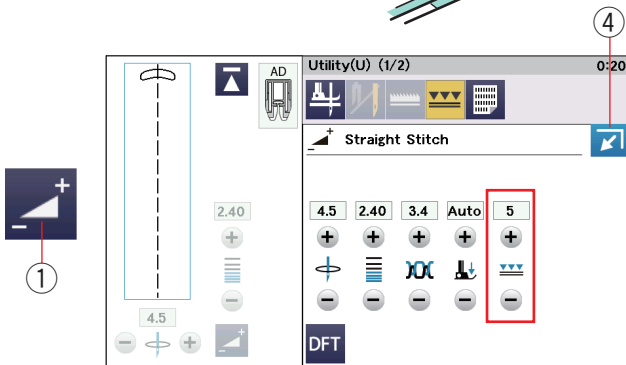 4
AD
Utility(U) (1/2) 0:20
Straight Stitch
+
−
1
2.40
4.5 2.40 3.4 Auto 5
4.5
DFT